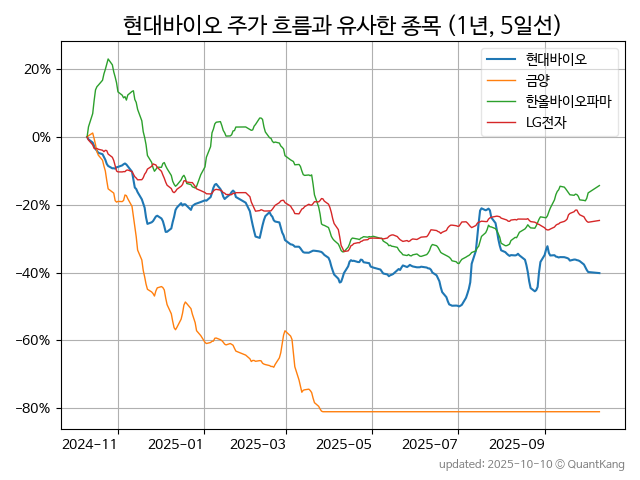 현대바이오 주가 흐름과 유사한 종목 (1년, 5일선)
현대바이오
금양
한올바이오파마
LG전자
20%
0%
−20%
−40%
−60%
−80%
2024−11
2025−01
2025−03
2025−05
2025−07
2025−09
updated: 2025-10-10 © QuantKang